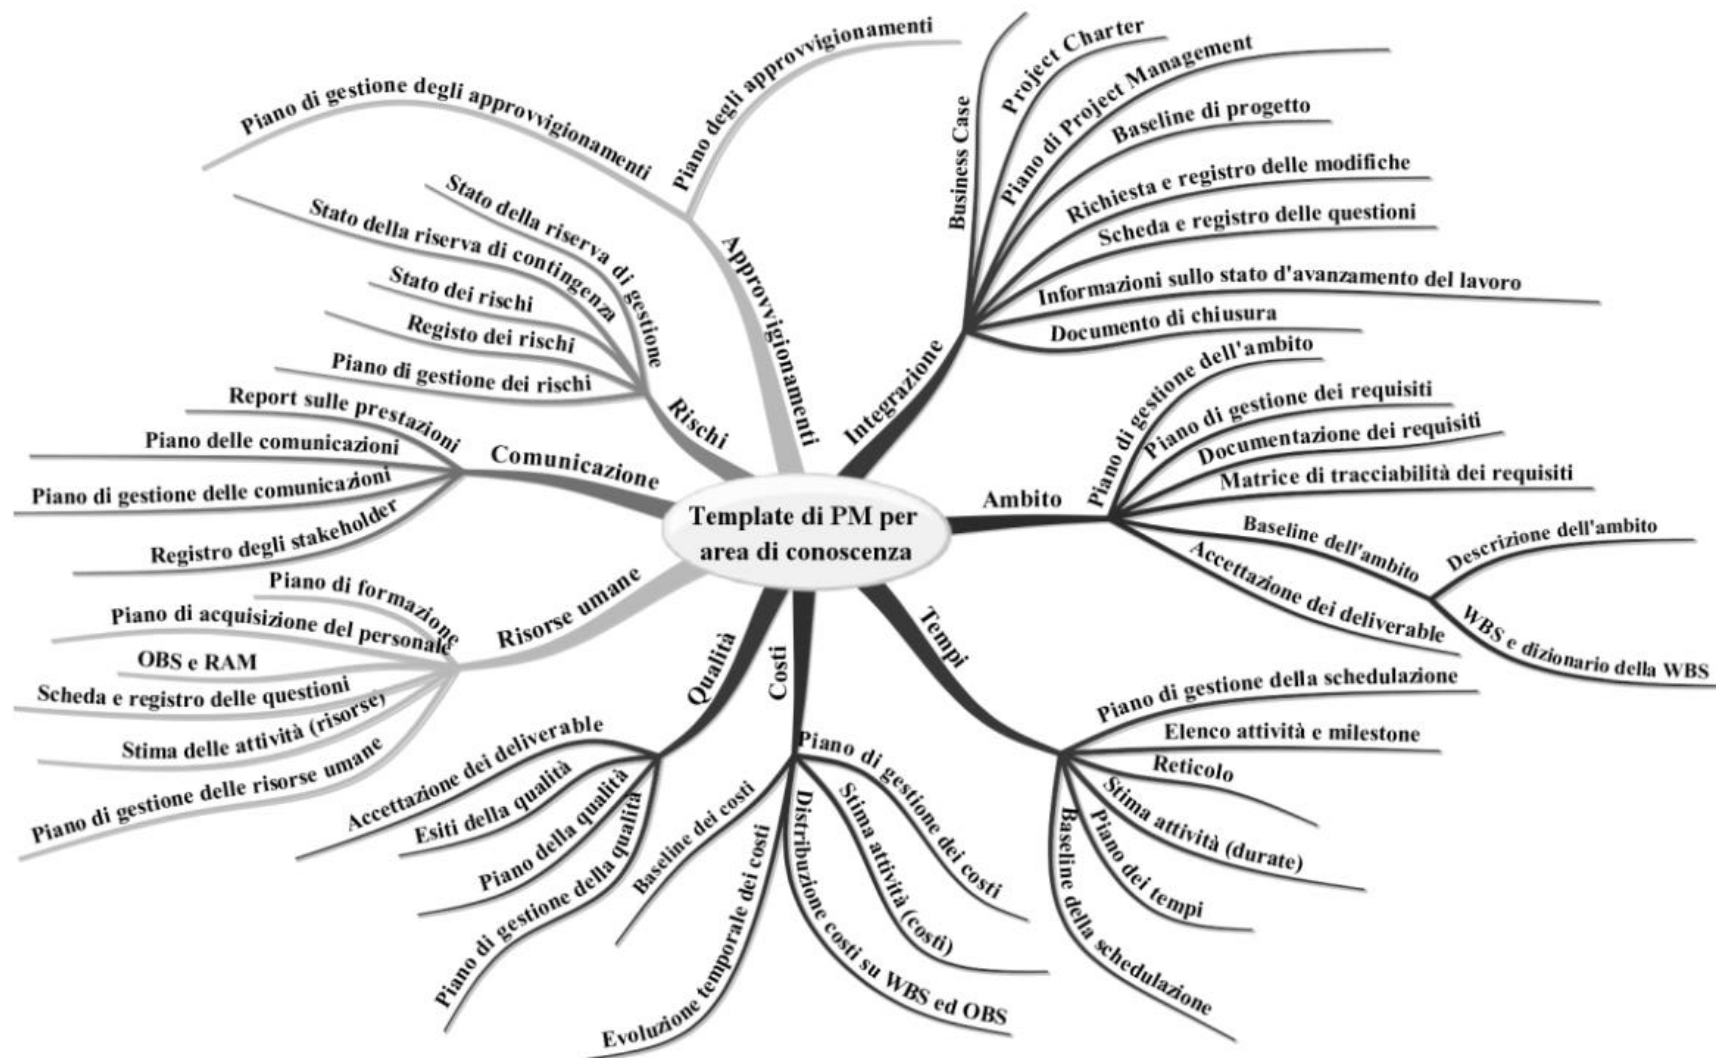 Template di PM per
area di conoscenza
Integrazione
Business Case
Project Charter
Piano di Project Management
Baseline di progetto
Richiesta e registro delle modifiche
Scheda e registro delle questioni
Informazioni sullo stato d'avanzamento del lavoro
Documento di chiusura
Ambito
Piano di gestione dell'ambito
Piano di gestione dei requisiti
Documentazione dei requisiti
Matrice di tracciabilità dei requisiti
Baseline dell'ambito
Descrizione dell'ambito
WBS e dizionario della WBS
Accettazione dei deliverable
Tempi
Piano di gestione della schedulazione
Elenco attività e milestone
Reticolo
Stima attività (durate)
Piano dei tempi
Baseline della schedulazione
Costi
Piano di gestione dei costi
Stima attività (costi)
Distribuzione costi su WBS ed OBS
Evoluzione temporale dei costi
Baseline dei costi
Qualità
Accettazione dei deliverable
Esiti della qualità
Piano della qualità
Piano di gestione della qualità
Risorse umane
Piano di formazione
Piano di acquisizione del personale
OBS e RAM
Scheda e registro delle questioni
Stima delle attività (risorse)
Piano di gestione delle risorse umane
Comunicazione
Report sulle prestazioni
Piano delle comunicazioni
Piano di gestione delle comunicazioni
Registro degli stakeholder
Rischi
Stato della riserva di gestione
Stato della riserva di contingenza
Stato dei rischi
Registo dei rischi
Piano di gestione dei rischi
Approvvigionamenti
Piano di gestione degli approvvigionamenti
Piano degli approvvigionamenti